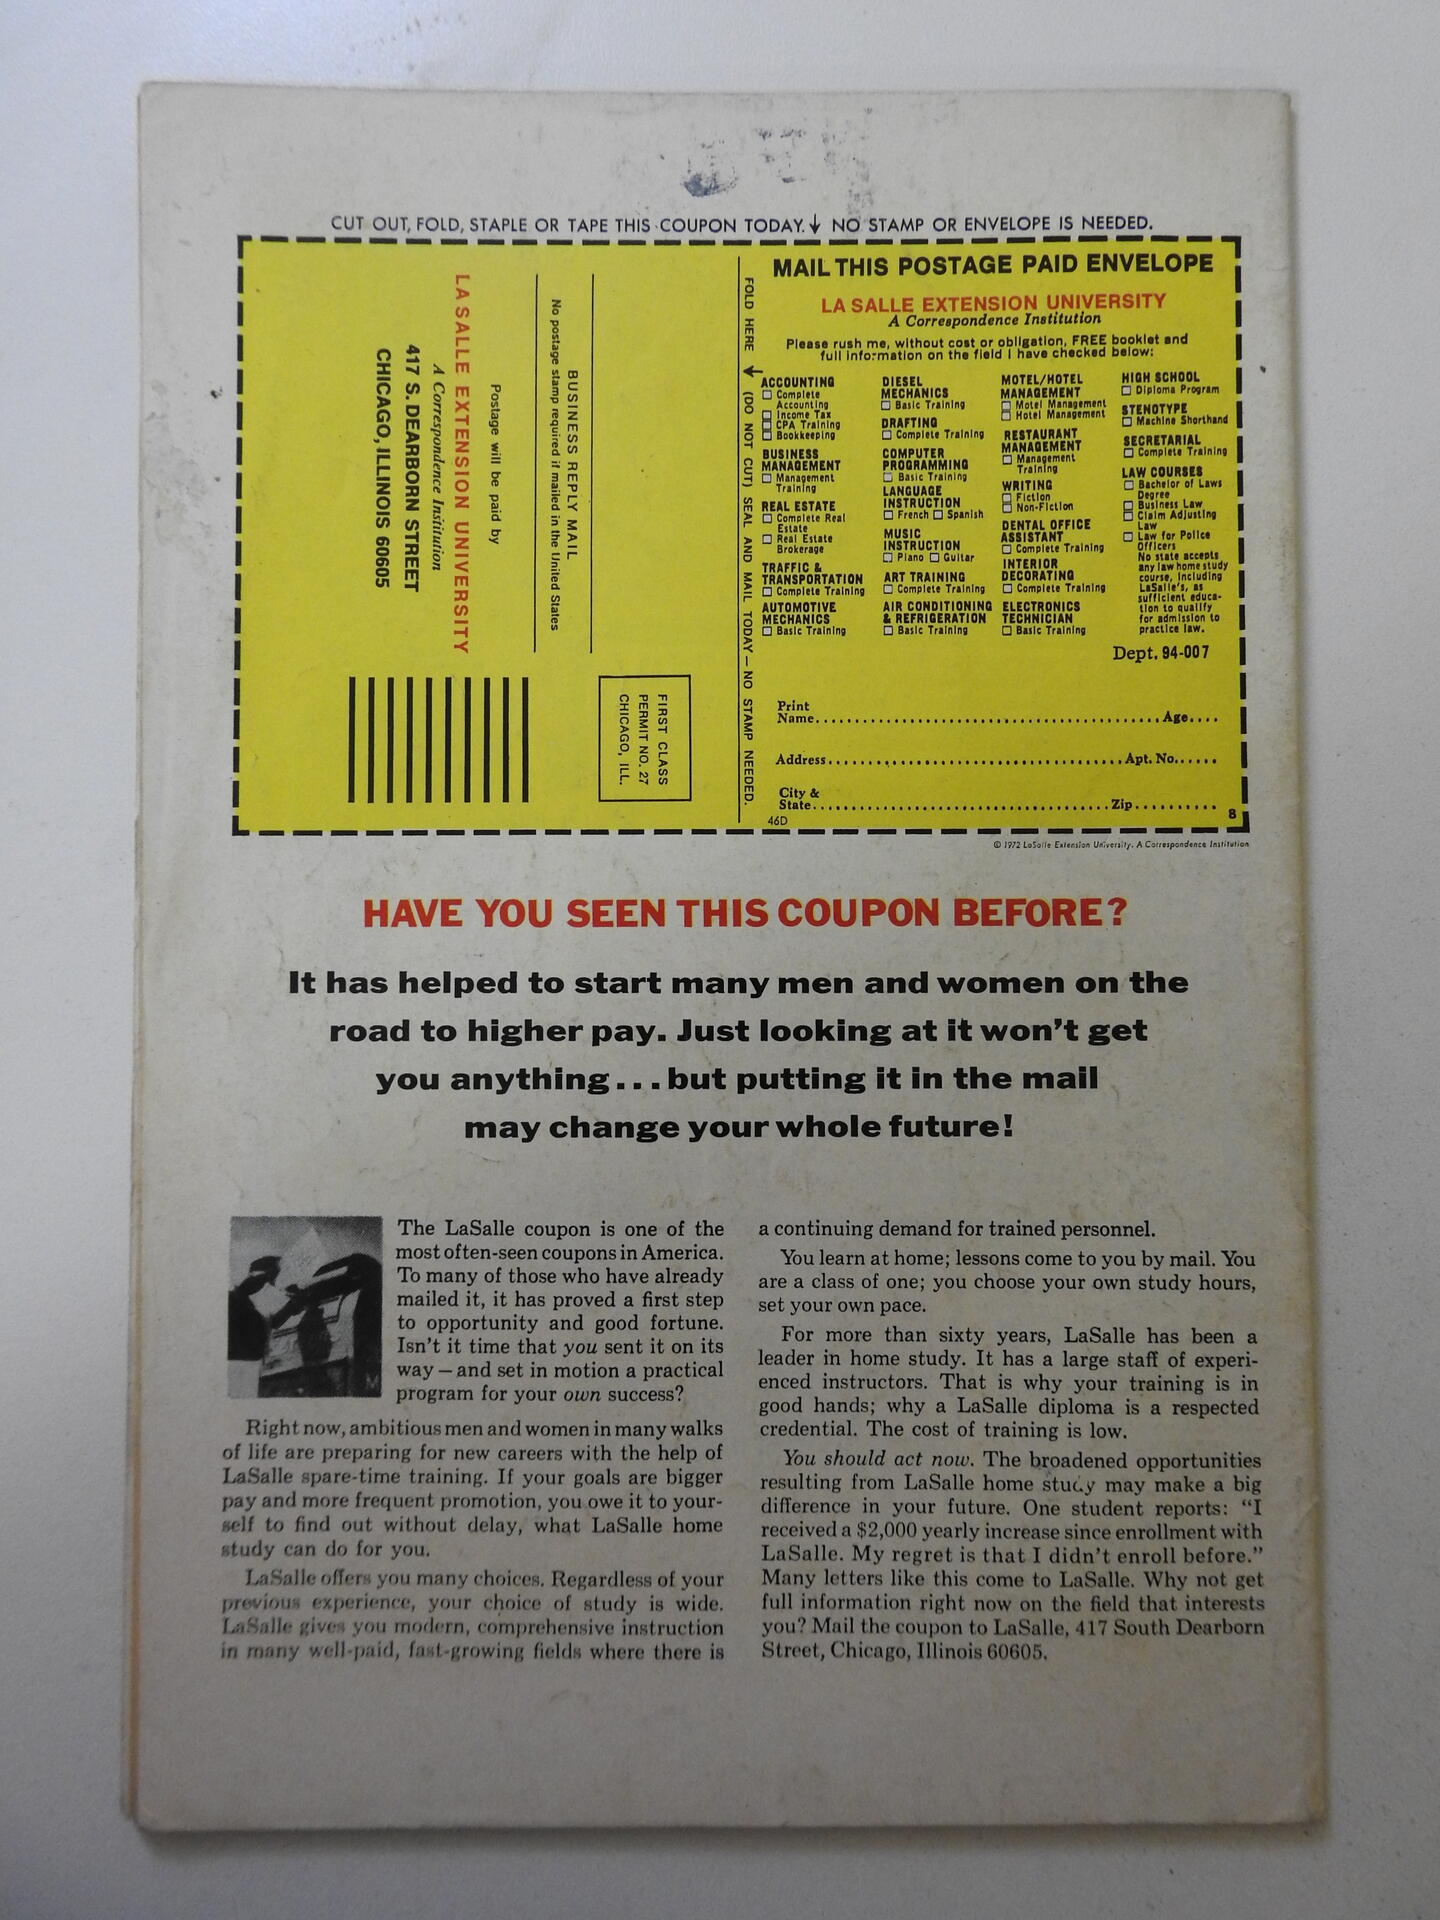 CUT OUT, FOLD, STAPLE OR TAPE THIS COUPON TODAY. ↓ NO STAMP OR ENVELOPE IS NEEDED.
LA SALLE EXTENSION UNIVERSITY
A Correspondence Institution
417 S. DEARBORN STREET
CHICAGO, ILLINOIS 60605
Postage will be paid by
No postage stamp required if mailed in the United States
BUSINESS REPLY MAIL
FIRST CLASS
PERMIT NO. 27
CHICAGO, ILL.
FOLD HERE (DO NOT CUT) SEAL AND MAIL TODAY — NO STAMP NEEDED.
MAIL THIS POSTAGE PAID ENVELOPE
LA SALLE EXTENSION UNIVERSITY
A Correspondence Institution
Please rush me, without cost or obligation, FREE booklet and
full information on the field I have checked below:
ACCOUNTING
☐ Complete
Accounting
☐ Income Tax
☐ CPA Training
☐ Bookkeeping
BUSINESS
MANAGEMENT
☐ Management
Training
REAL ESTATE
☐ Complete Real
Estate
☐ Real Estate
Brokerage
TRAFFIC &
TRANSPORTATION
☐ Complete Training
AUTOMOTIVE
MECHANICS
☐ Basic Training
DIESEL
MECHANICS
☐ Basic Training
DRAFTING
☐ Complete Training
COMPUTER
PROGRAMMING
☐ Basic Training
LANGUAGE
INSTRUCTION
☐ French ☐ Spanish
MUSIC
INSTRUCTION
☐ Piano ☐ Guitar
ART TRAINING
☐ Complete Training
AIR CONDITIONING
& REFRIGERATION
☐ Basic Training
MOTEL/HOTEL
MANAGEMENT
☐ Motel Management
☐ Hotel Management
RESTAURANT
MANAGEMENT
☐ Management
Training
WRITING
☐ Fiction
☐ Non-Fiction
DENTAL OFFICE
ASSISTANT
☐ Complete Training
INTERIOR
DECORATING
☐ Complete Training
ELECTRONICS
TECHNICIAN
☐ Basic Training
HIGH SCHOOL
☐ Diploma Program
STENOTYPE
☐ Machine Shorthand
SECRETARIAL
☐ Complete Training
LAW COURSES
☐ Bachelor of Laws
Degree
☐ Business Law
☐ Claim Adjusting
Law
☐ Law for Police
Officers
No state accepts
any law home study
course, including
LaSalle's, as
sufficient educa-
tion to qualify
for admission to
practice law.
Dept. 94-007
Print
Name.....Age....
Address.....Apt. No......
City &
State.....Zip..........
46D
8
© 1972 LaSalle Extension University. A Correspondence Institution
HAVE YOU SEEN THIS COUPON BEFORE?
It has helped to start many men and women on the
road to higher pay. Just looking at it won't get
you anything...but putting it in the mail
may change your whole future!
The LaSalle coupon is one of the
most often-seen coupons in America.
To many of those who have already
mailed it, it has proved a first step
to opportunity and good fortune.
Isn't it time that you sent it on its
way—and set in motion a practical
program for your own success?
Right now, ambitious men and women in many walks
of life are preparing for new careers with the help of
LaSalle spare-time training. If your goals are bigger
pay and more frequent promotion, you owe it to your-
self to find out without delay, what LaSalle home
study can do for you.
LaSalle offers you many choices. Regardless of your
previous experience, your choice of study is wide.
LaSalle gives you modern, comprehensive instruction
in many well-paid, fast-growing fields where there is
a continuing demand for trained personnel.
You learn at home; lessons come to you by mail. You
are a class of one; you choose your own study hours,
set your own pace.
For more than sixty years, LaSalle has been a
leader in home study. It has a large staff of experi-
enced instructors. That is why your training is in
good hands; why a LaSalle diploma is a respected
credential. The cost of training is low.
You should act now. The broadened opportunities
resulting from LaSalle home study may make a big
difference in your future. One student reports: "I
received a $2,000 yearly increase since enrollment with
LaSalle. My regret is that I didn't enroll before."
Many letters like this come to LaSalle. Why not get
full information right now on the field that interests
you? Mail the coupon to LaSalle, 417 South Dearborn
Street, Chicago, Illinois 60605.